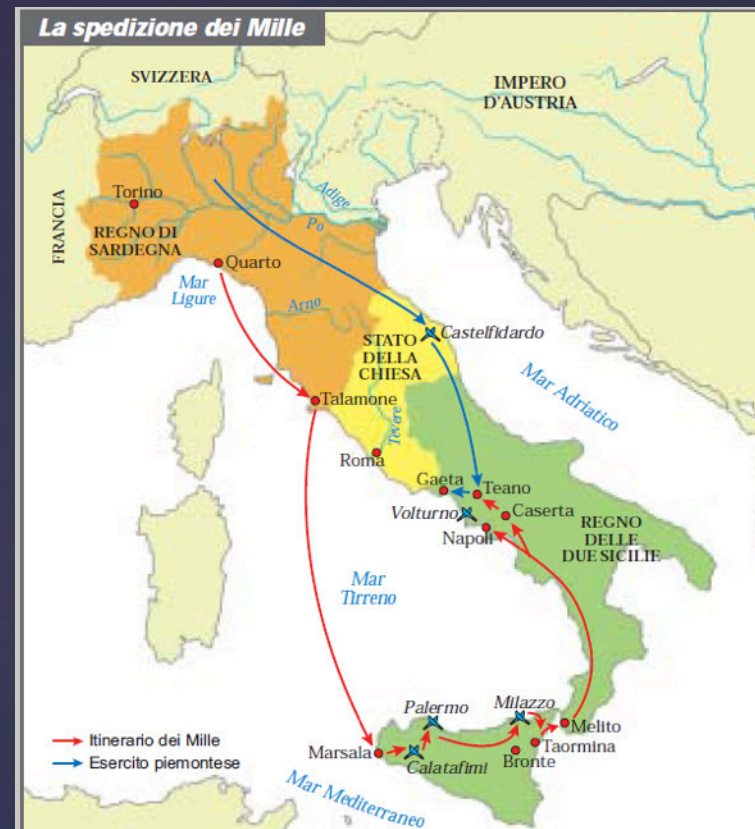 La spedizione dei Mille
SVIZZERA
IMPERO
D'AUSTRIA
FRANCIA
Torino
REGNO DI
SARDEGNA
Adige
Po
Quarto
Mar
Ligure
Arno
Castelfidardo
STATO
DELLA
CHIESA
Mar Adriatico
Talamone
Tevere
Roma
Gaeta
Teano
Volturno
Caserta
Napoli
REGNO
DELLE
DUE SICILIE
Mar
Tirreno
Palermo
Milazzo
Melito
Marsala
Calatafimi
Taormina
Bronte
Itinerario dei Mille
Esercito piemontese
Mar Mediterraneo